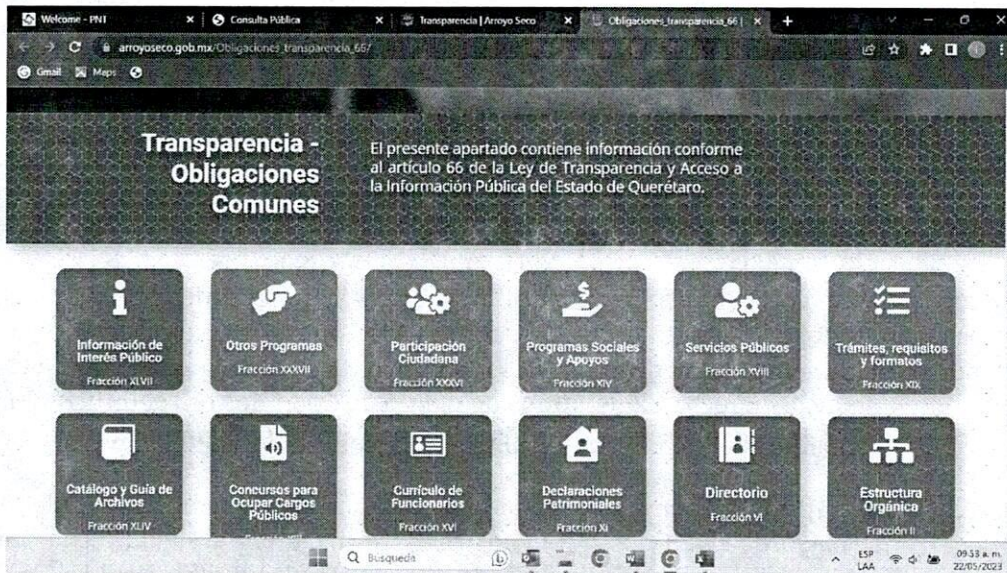 Welcome - PNT
Consulta Pública
Transparencia | Arroyo Seco
Obligaciones_transparencia_66 |
arroyoseco.gob.mx/Obligaciones_transparencia_66/
Gmail
Maps
Transparencia -
Obligaciones
Comunes
El presente apartado contiene información conforme
al artículo 66 de la Ley de Transparencia y Acceso a
la Información Pública del Estado de Querétaro.
Información de
Interés Público
Fracción XLVII
Otros Programas
Fracción XXXVII
Participación
Ciudadana
Fracción XXXVI
Programas Sociales
y Apoyos
Fracción XIV
Servicios Públicos
Fracción XVIII
Trámites, requisitos
y formatos
Fracción XIX
Catálogo y Guía de
Archivos
Fracción XLIV
Concursos para
Ocupar Cargos
Públicos
Currículo de
Funcionarios
Fracción XVI
Declaraciones
Patrimoniales
Fracción XI
Directorio
Fracción VI
Estructura
Orgánica
Fracción II
Búsqueda
ESP
LAA
09:53 a. m.
22/05/2023